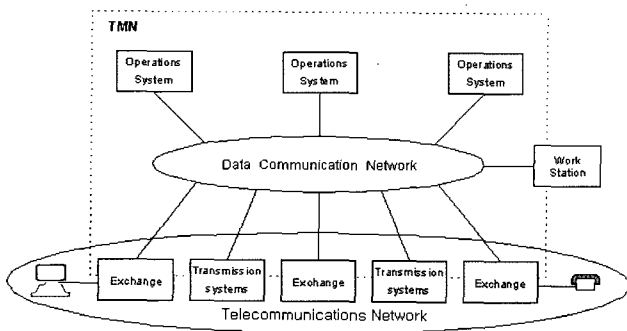 TMN
Operations
System
Operations
System
Operations
System
Data Communication Network
Work
Station
Exchange
Transmission
systems
Exchange
Transmission
systems
Exchange
Telecommunications Network